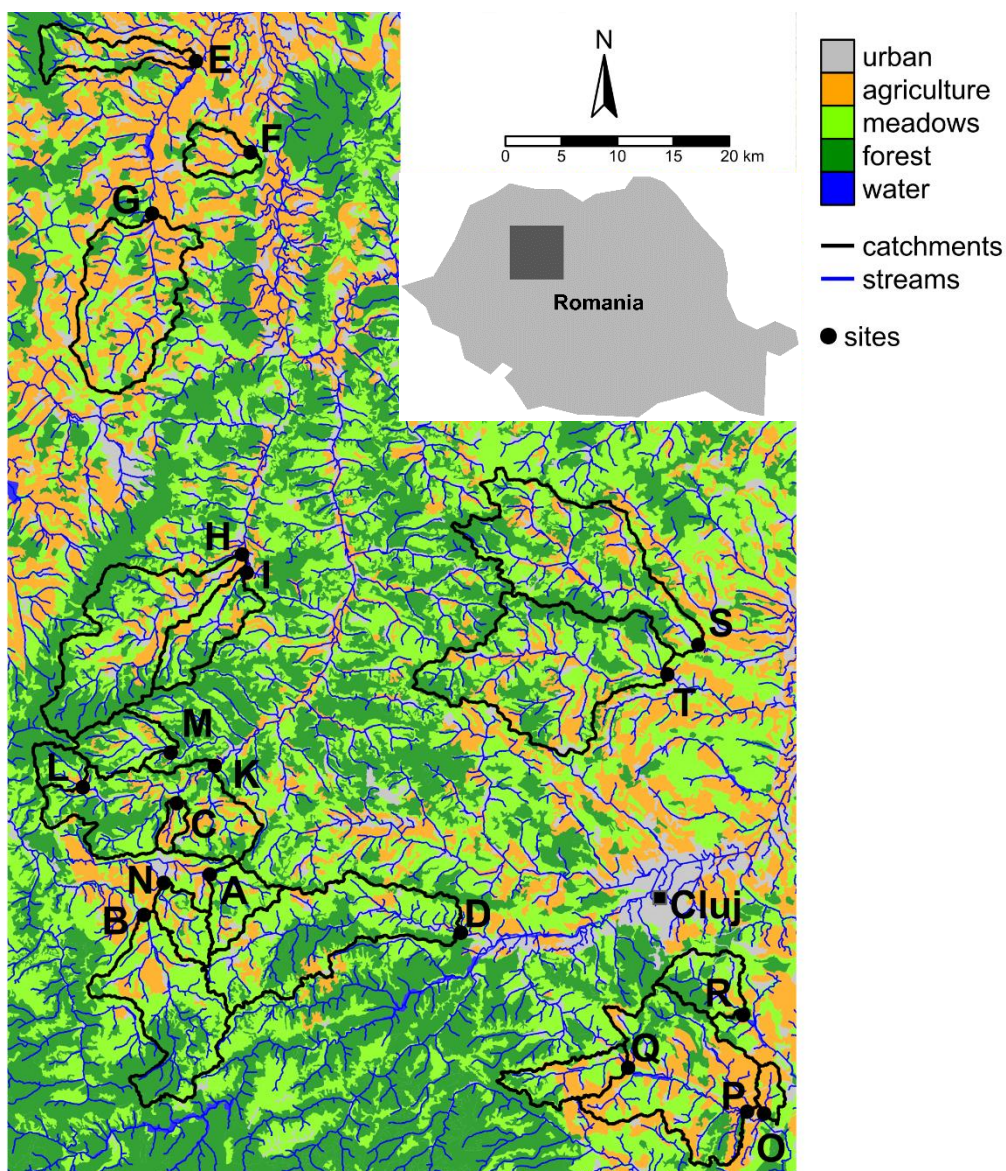 N
0 5 10 15 20 km
Romania
urban
agriculture
meadows
forest
water
catchments
streams
sites
E
F
G
H
I
S
T
M
L
K
C
N
A
B
D
Cluj
R
Q
P
O